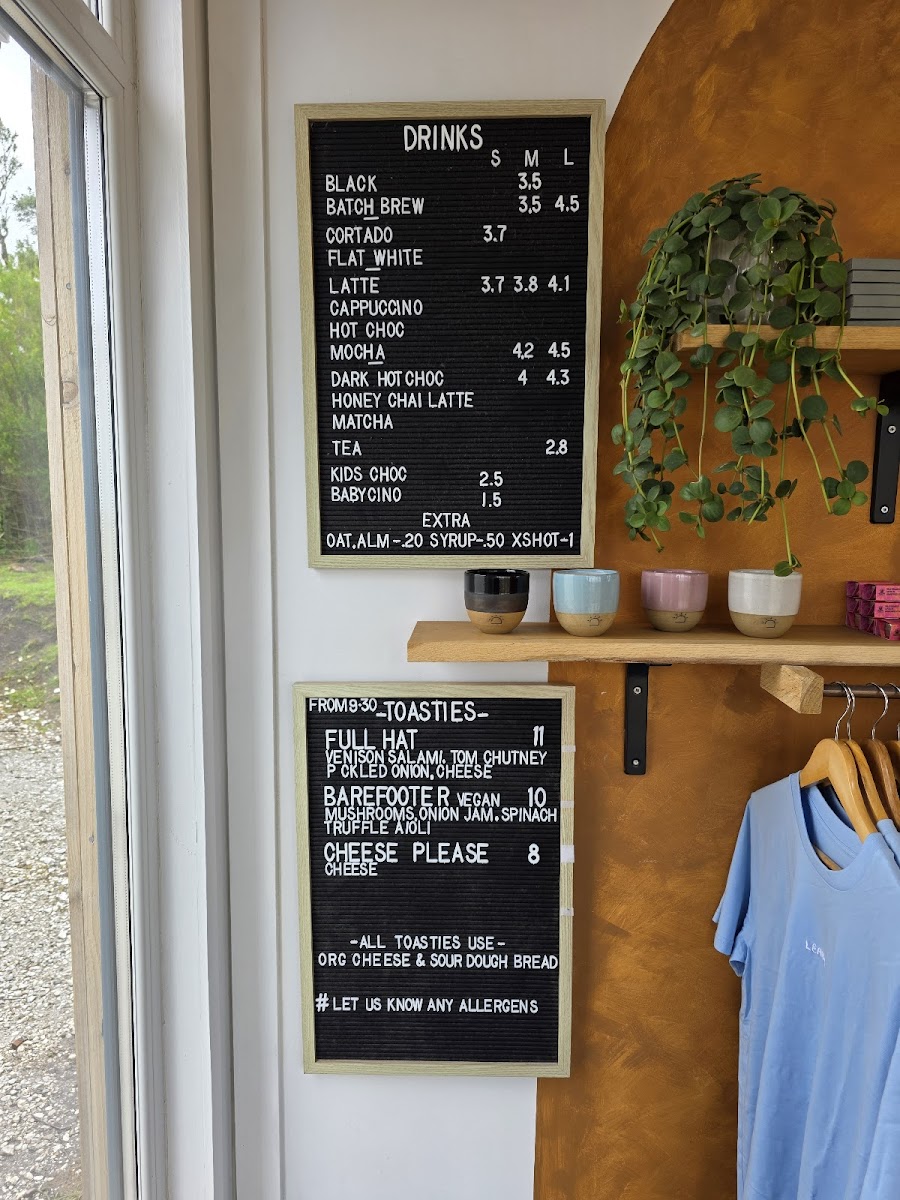 DRINKS
S M L
BLACK 3.5
BATCH BREW 3.5 4.5
CORTADO 3.7
FLAT WHITE
LATTE 3.7 3.8 4.1
CAPPUCCINO
HOT CHOC
MOCHA 4.2 4.5
DARK HOT CHOC 4 4.3
HONEY CHAI LATTE
MATCHA
TEA 2.8
KIDS CHOC 2.5
BABYCINO 1.5
EXTRA
OAT,ALM-.20 SYRUP-.50 XSHOT-1
FROM 9-30 -TOASTIES-
FULL HAT 11
VENISON SALAMI. TOM CHUTNEY
P CKLED ONION, CHEESE
BAREFOOTER VEGAN 10
MUSHROOMS,ONION JAM.SPINACH
TRUFFLE AIOLI
CHEESE PLEASE 8
CHEESE
-ALL TOASTIES USE-
ORG CHEESE & SOUR DOUGH BREAD
# LET US KNOW ANY ALLERGENS